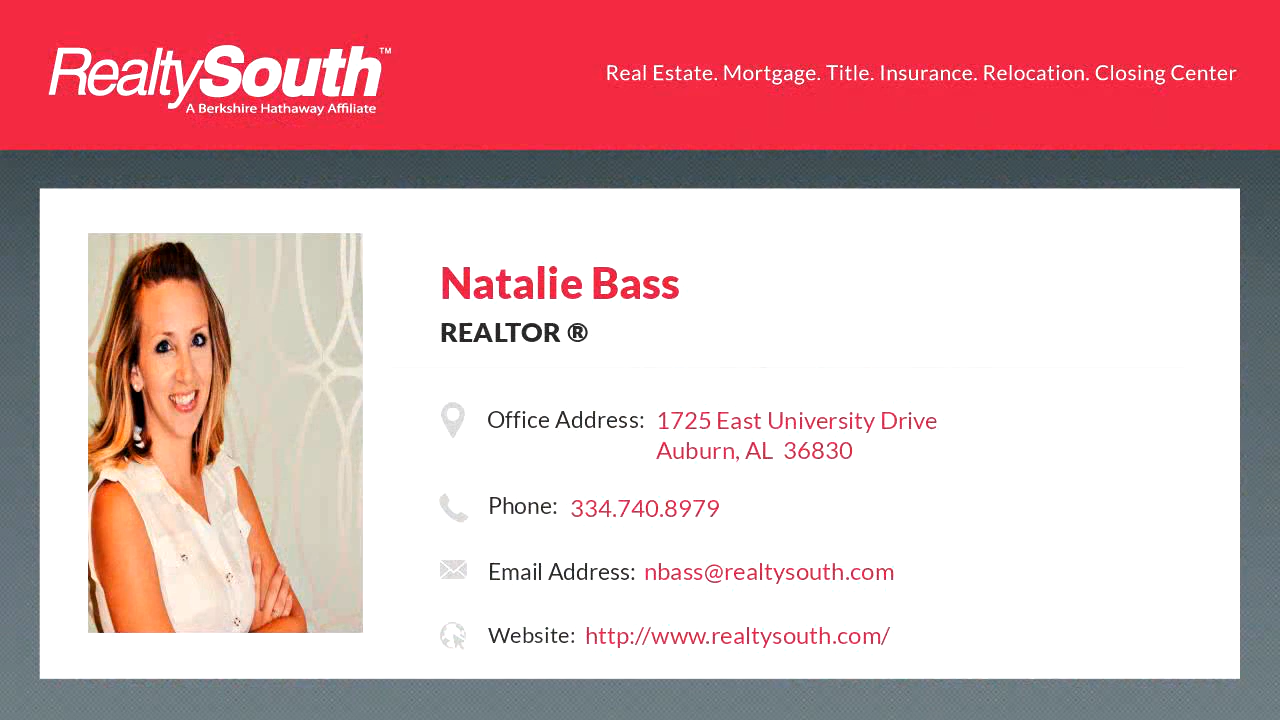 RealtySouth™
A Berkshire Hathaway Affiliate
Real Estate. Mortgage. Title. Insurance. Relocation. Closing Center
Natalie Bass
REALTOR ®
Office Address: 1725 East University Drive
Auburn, AL 36830
Phone: 334.740.8979
Email Address: nbass@realtysouth.com
Website: http://www.realtysouth.com/